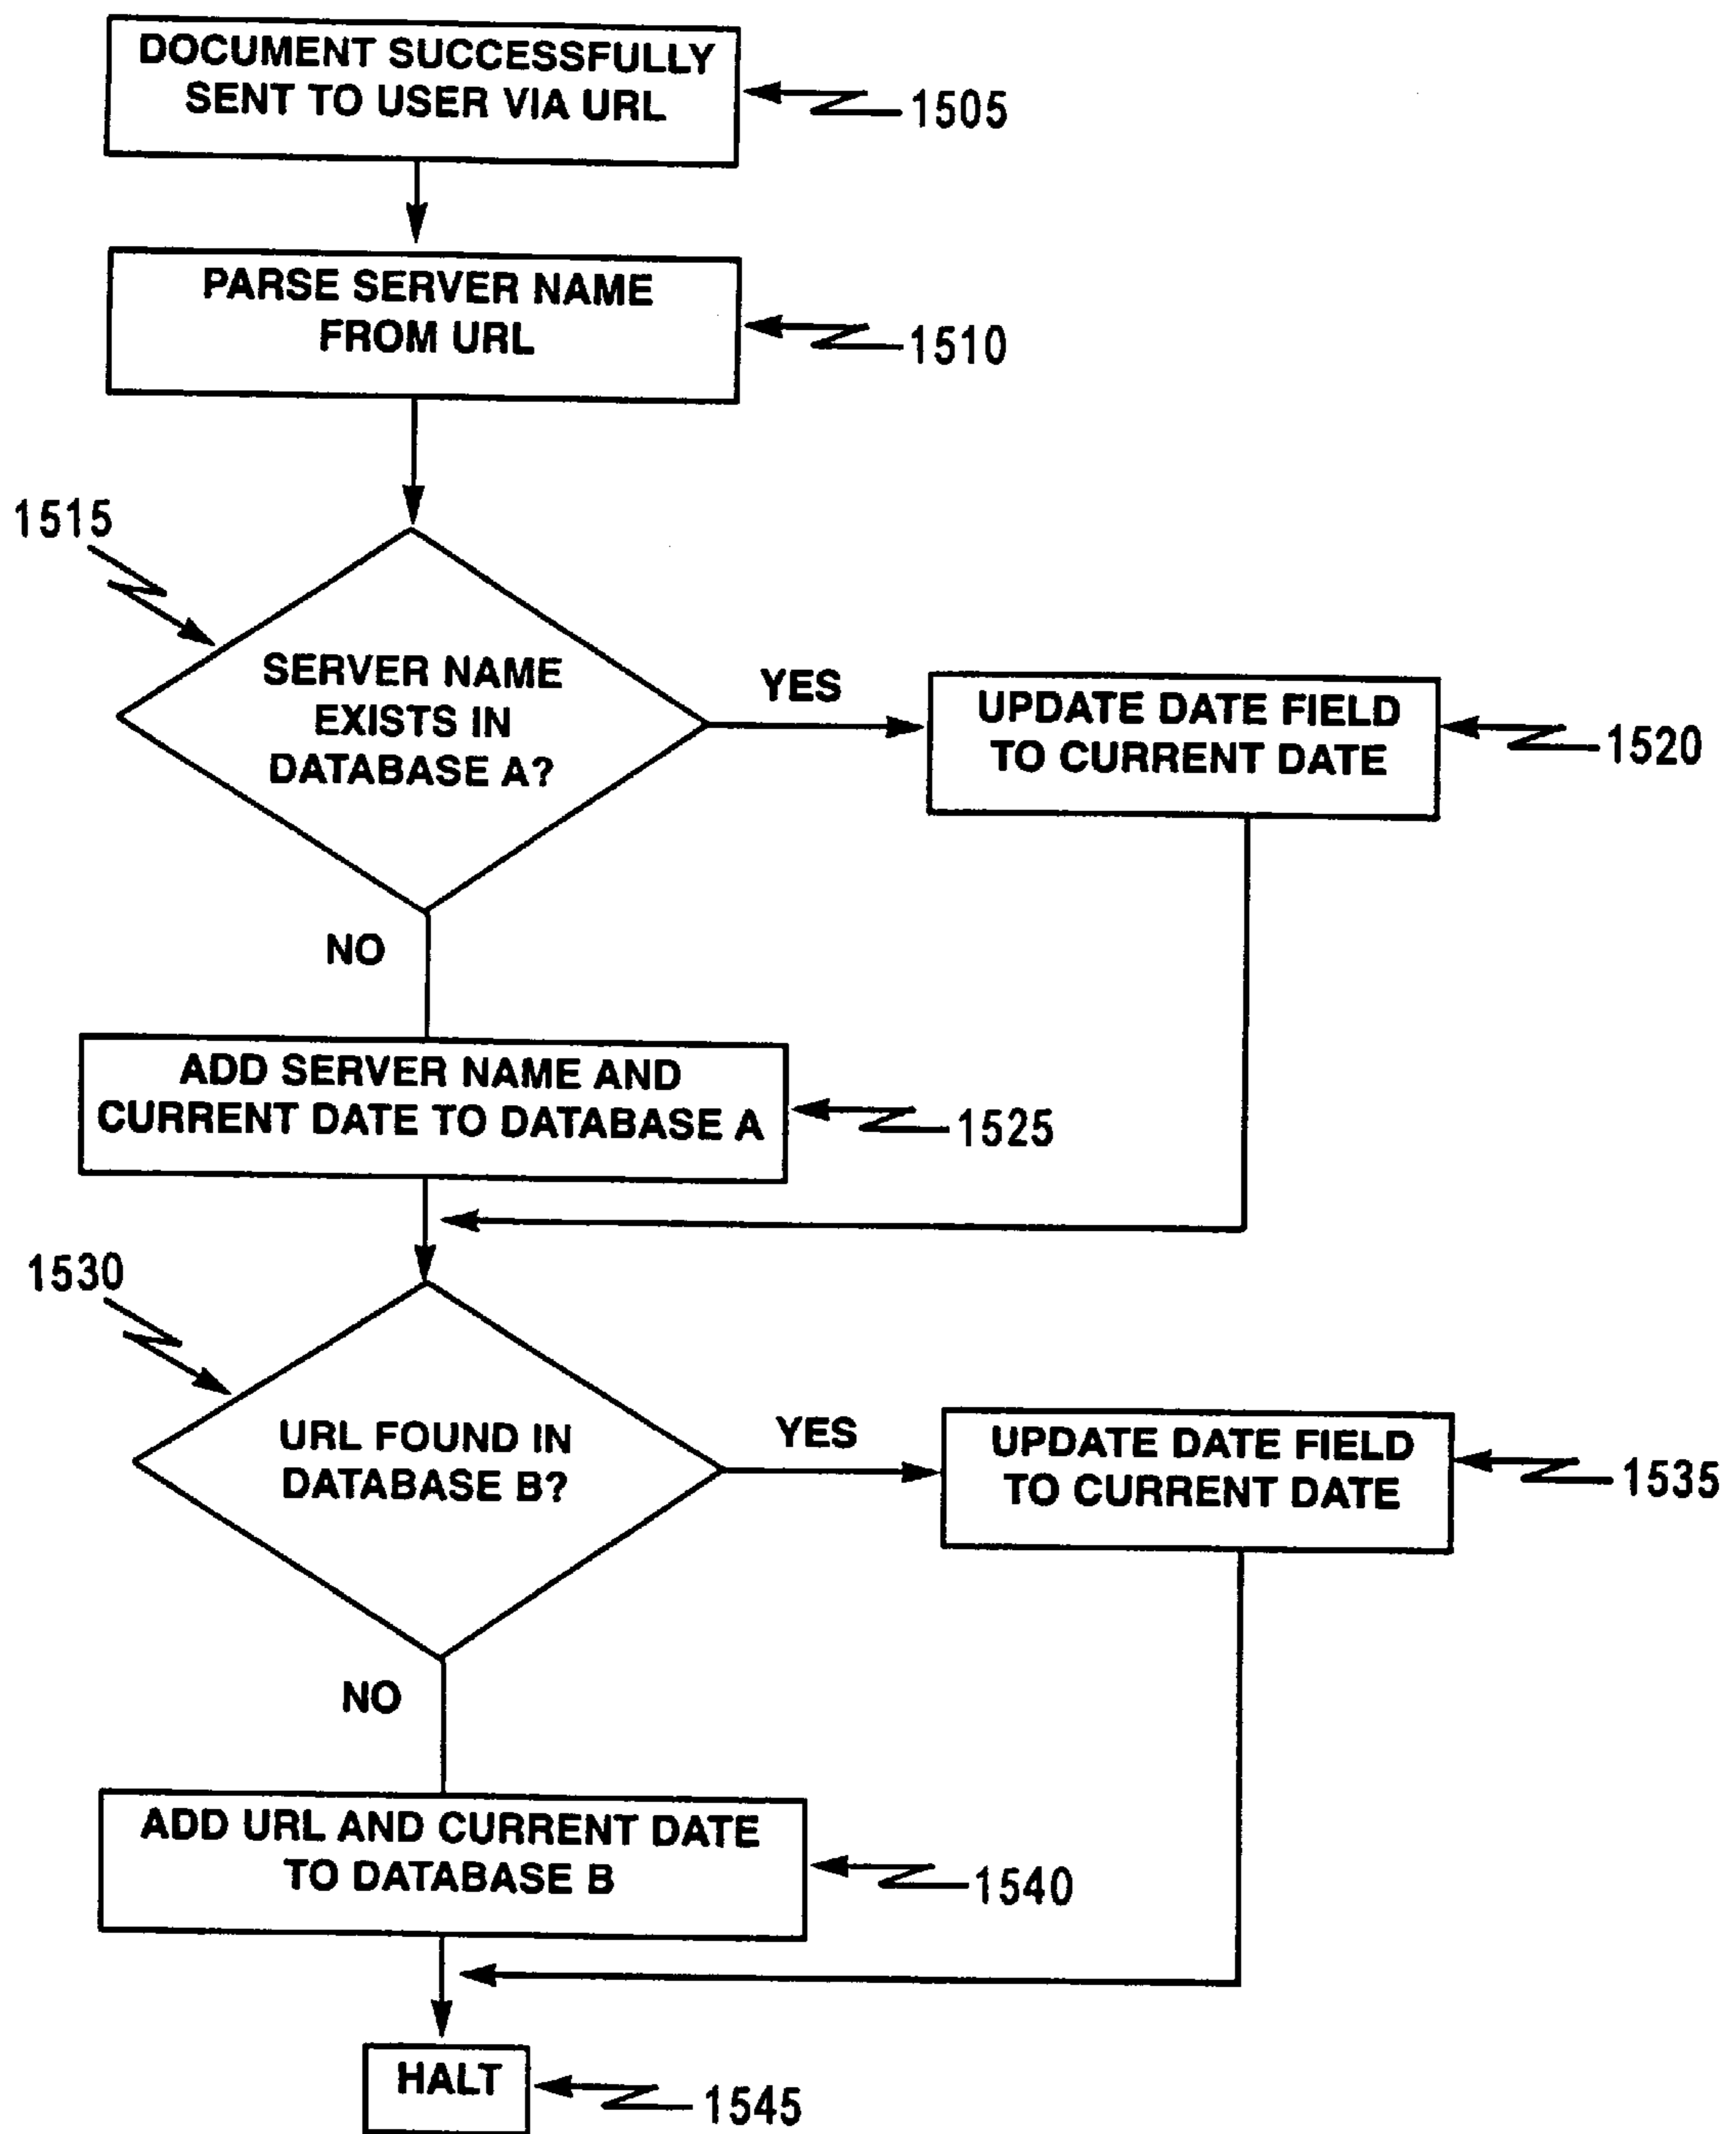 DOCUMENT SUCCESSFULLY
SENT TO USER VIA URL
1505
PARSE SERVER NAME
FROM URL
1510
1515
SERVER NAME
EXISTS IN
DATABASE A?
YES
UPDATE DATE FIELD
TO CURRENT DATE
1520
NO
ADD SERVER NAME AND
CURRENT DATE TO DATABASE A
1525
1530
URL FOUND IN
DATABASE B?
YES
UPDATE DATE FIELD
TO CURRENT DATE
1535
NO
ADD URL AND CURRENT DATE
TO DATABASE B
1540
HALT
1545